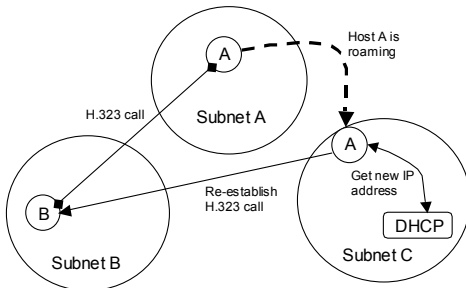 A
Host A is
roaming
H.323 call
Subnet A
A
Get new IP
address
Re-establish
H.323 call
B
DHCP
Subnet B
Subnet C